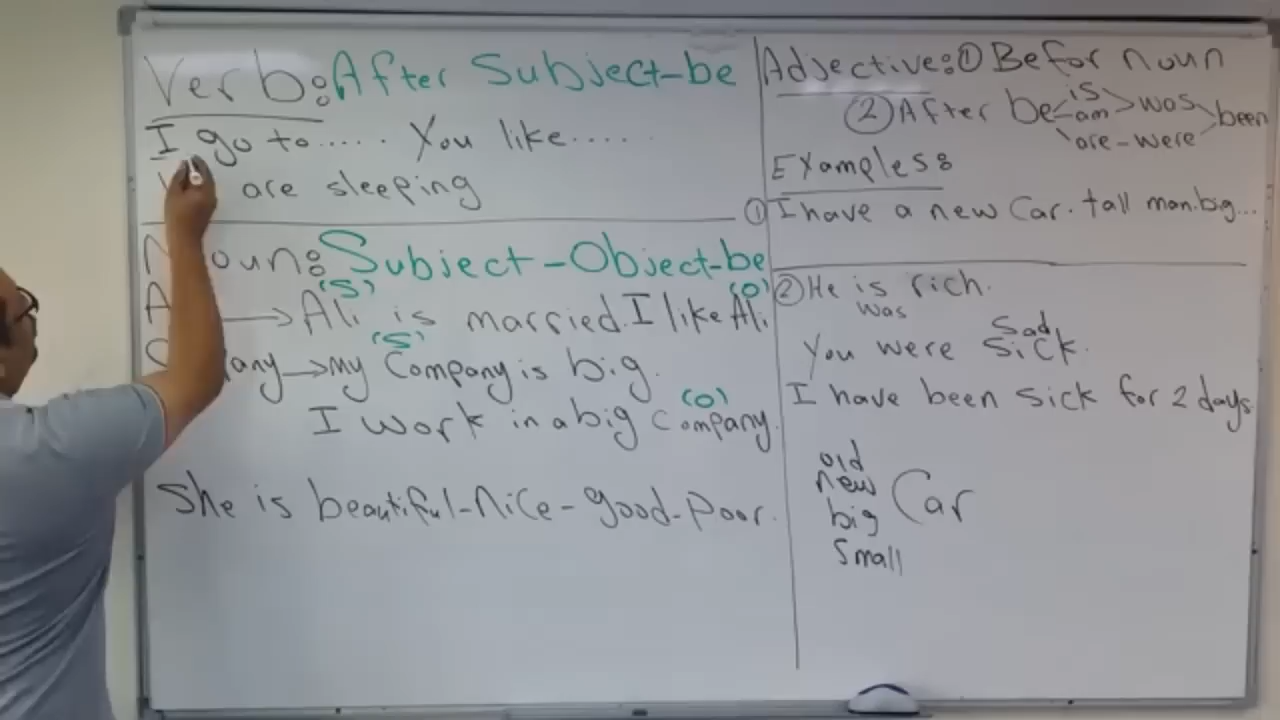 Verb: After Subject-be
I go to..... You like.....
are sleeping
Noun: Subject-Object-be
(S) (O)
Ali is married. I like Ali.
(S)
my Company is big.
(O)
I work in a big company.
She is beautiful-nice-good-poor.
Adjective: ① Befor noun
② After be is am are-were was been
Examples:
① I have a new Car. tall man. big...
② He is rich.
was
Sad
You were sick.
I have been sick for 2 days
old
new Car
big
Small